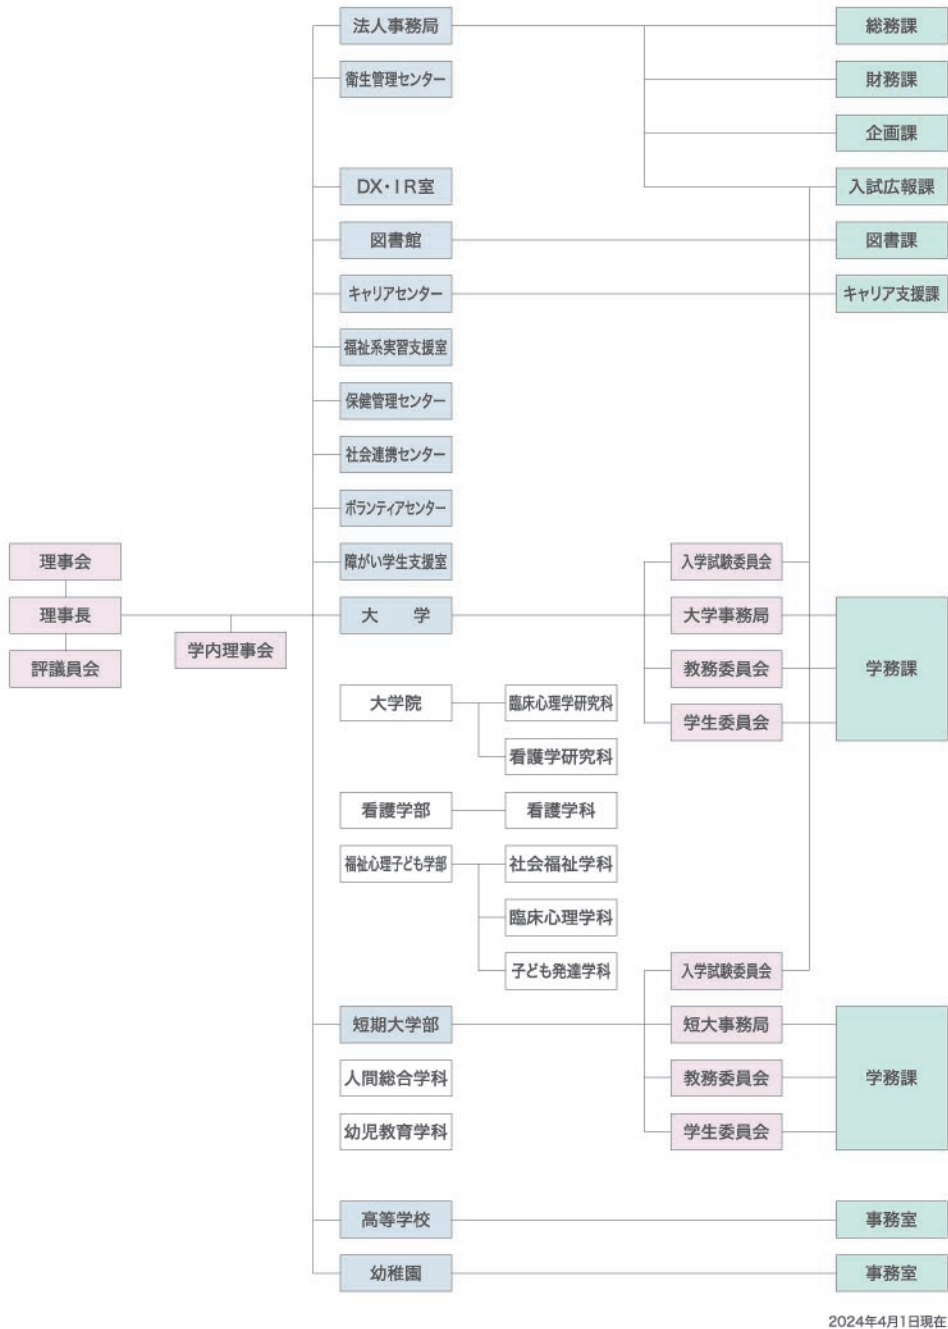 法人事務局
総務課
衛生管理センター
財務課
企画課
DX・IR室
入試広報課
図書館
図書課
キャリアセンター
キャリア支援課
福祉系実習支援室
保健管理センター
社会連携センター
ボランティアセンター
理事会
障がい学生支援室
入学試験委員会
理事長
大　学
大学事務局
学内理事会
評議員会
教務委員会
学務課
大学院
臨床心理学研究科
学生委員会
看護学研究科
看護学部
看護学科
福祉心理子ども学部
社会福祉学科
臨床心理学科
子ども発達学科
入学試験委員会
短期大学部
短大事務局
人間総合学科
教務委員会
学務課
幼児教育学科
学生委員会
高等学校
事務室
幼稚園
事務室
2024年4月1日現在